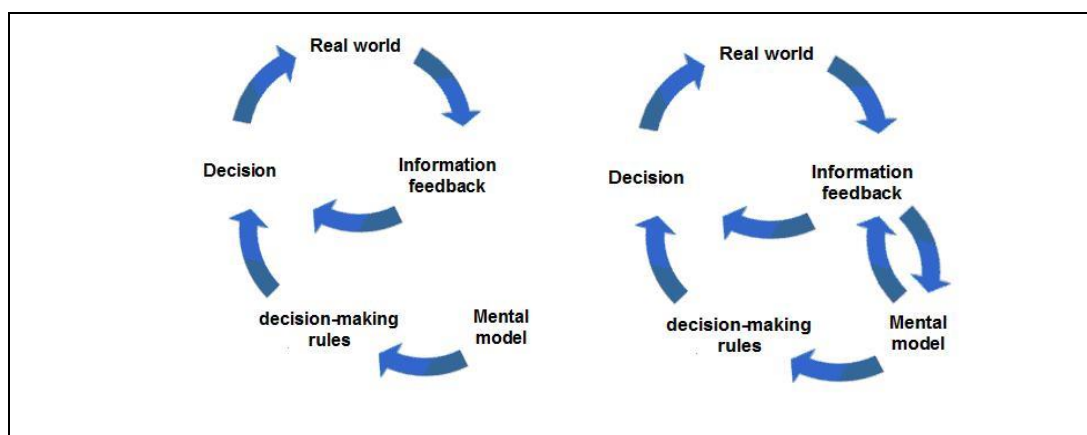 Real world
Decision
Information
feedback
decision-making
rules
Mental
model
Real world
Decision
Information
feedback
decision-making
rules
Mental
model